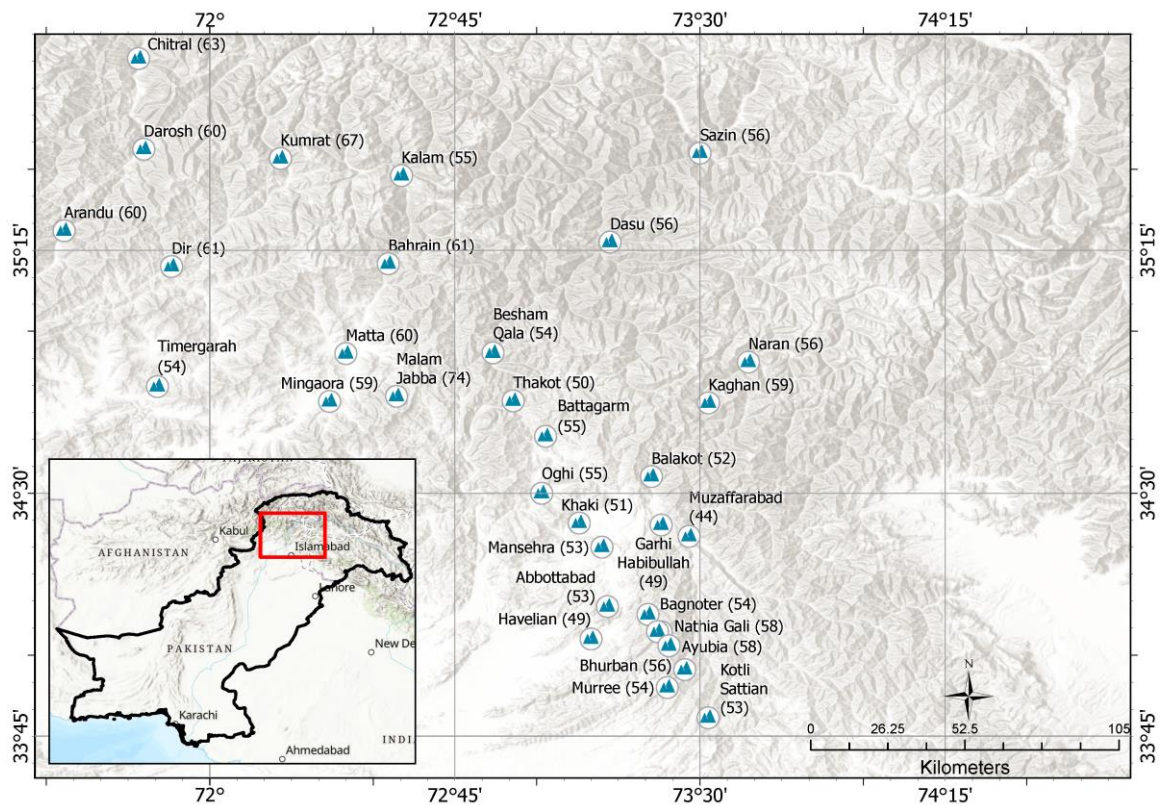 72°
72°45'
73°30'
74°15'
Chitral (63)
Darosh (60)
Kumrat (67)
Kalam (55)
Sazin (56)
Arandu (60)
Dir (61)
Bahrain (61)
Dasu (56)
35°15'
35°15'
Besham
Qala (54)
Matta (60)
Timergarah
(54)
Malam
Jabba (74)
Mingaora (59)
Naran (56)
Kaghan (59)
Thakot (50)
Battagarm
(55)
Balakot (52)
Oghi (55)
34°30'
34°30'
Muzaffarabad
(44)
Khaki (51)
Mansehra (53)
Garhi
Habibullah
(49)
Abbottabad
(53)
Bagnoter (54)
Havelian (49)
Nathia Gali (58)
Ayubia (58)
Bhurban (56)
Murree (54)
Kotli
Sattian
(53)
Kabul
AFGHANISTAN
Islamabad
Lahore
PAKISTAN
New De
Karachi
Ahmedabad
INDI
N
0
26.25
52.5
105
Kilometers
33°45'
33°45'
72°
72°45'
73°30'
74°15'